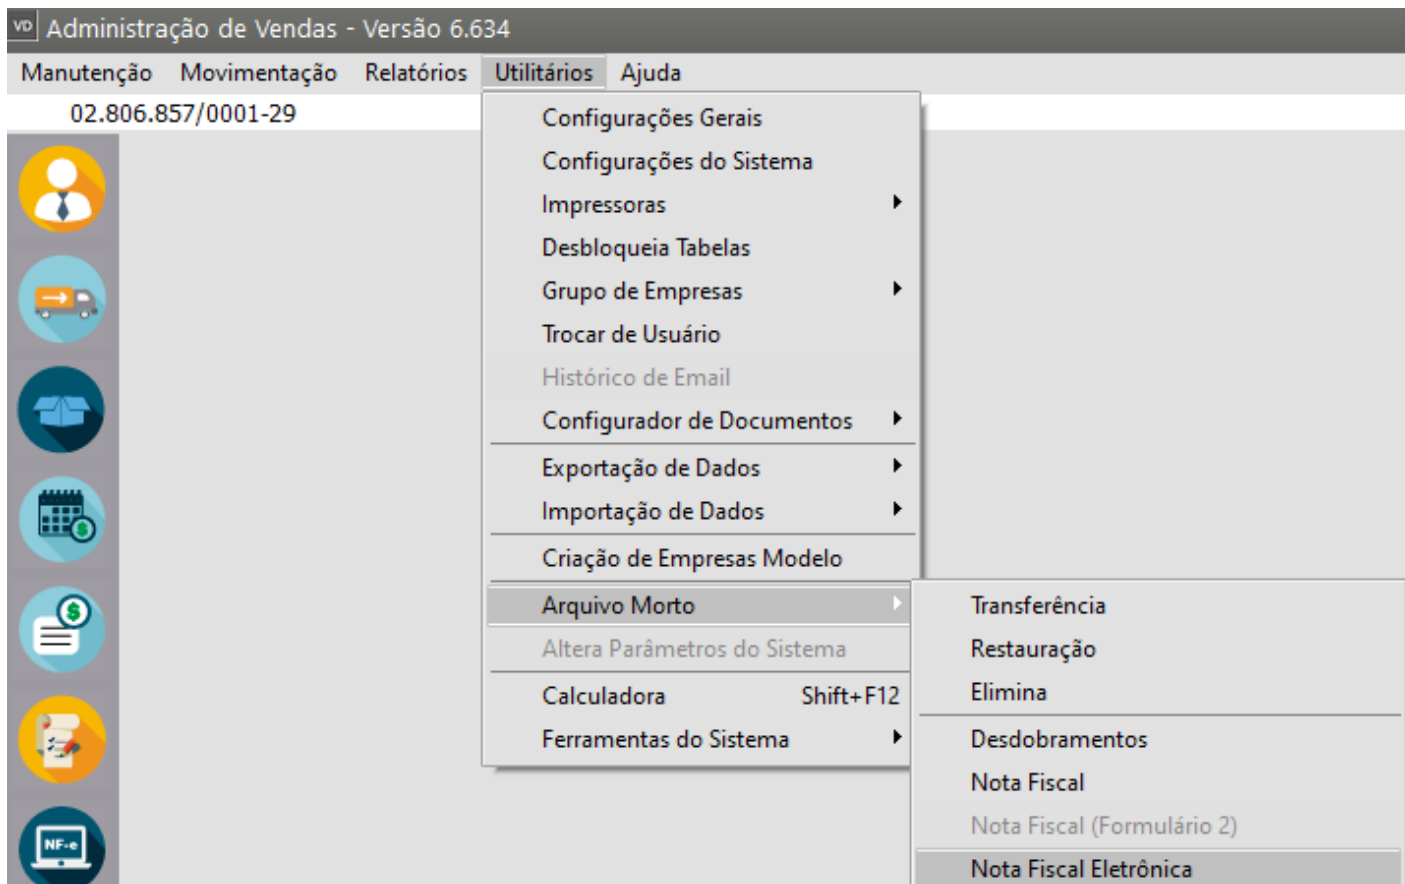 VD Administração de Vendas - Versão 6.634
Manutenção Movimentação Relatórios Utilitários Ajuda
02.806.857/0001-29
Configurações Gerais
Configurações do Sistema
Impressoras
Desbloqueia Tabelas
Grupo de Empresas
Trocar de Usuário
Histórico de Email
Configurador de Documentos
Exportação de Dados
Importação de Dados
Criação de Empresas Modelo
Arquivo Morto
Altera Parâmetros do Sistema
Calculadora Shift+F12
Ferramentas do Sistema
Transferência
Restauração
Elimina
Desdobramentos
Nota Fiscal
Nota Fiscal (Formulário 2)
Nota Fiscal Eletrônica
$
$
NF-e